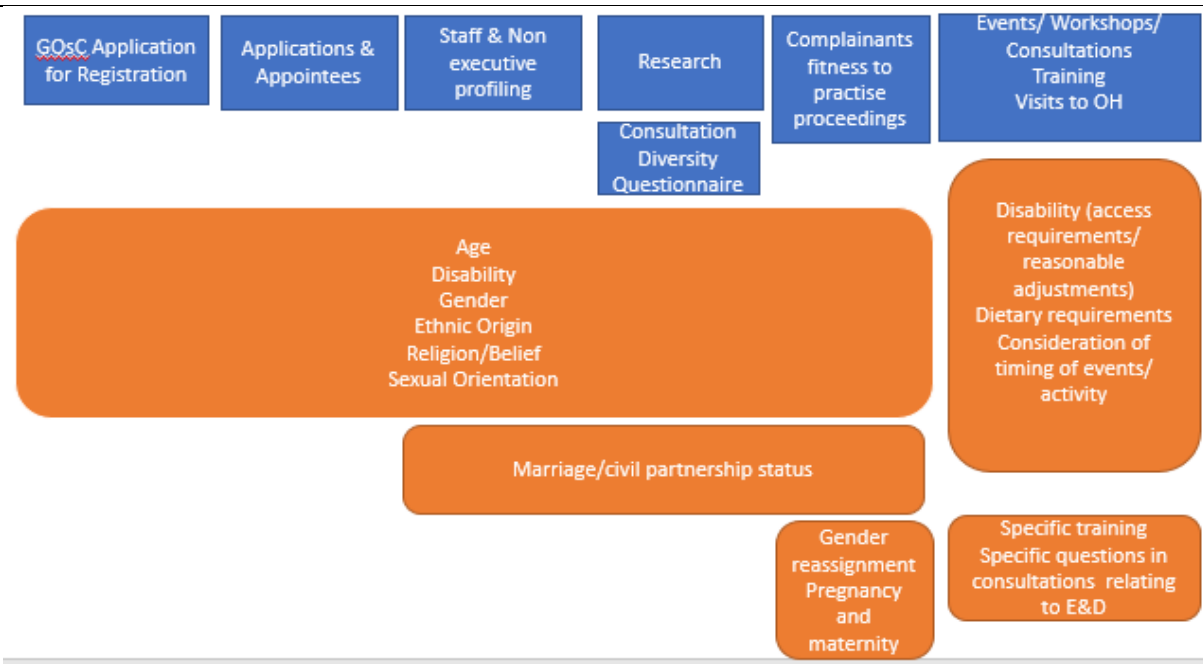 GOsC Application
for Registration
Applications &
Appointees
Staff & Non
executive
profiling
Research
Consultation
Diversity
Questionnaire
Complainants
fitness to
practise
proceedings
Events/ Workshops/
Consultations
Training
Visits to OH
Age
Disability
Gender
Ethnic Origin
Religion/Belief
Sexual Orientation
Disability (access
requirements/
reasonable
adjustments)
Dietary requirements
Consideration of
timing of events/
activity
Marriage/civil partnership status
Gender
reassignment
Pregnancy
and
maternity
Specific training
Specific questions in
consultations relating
to E&D